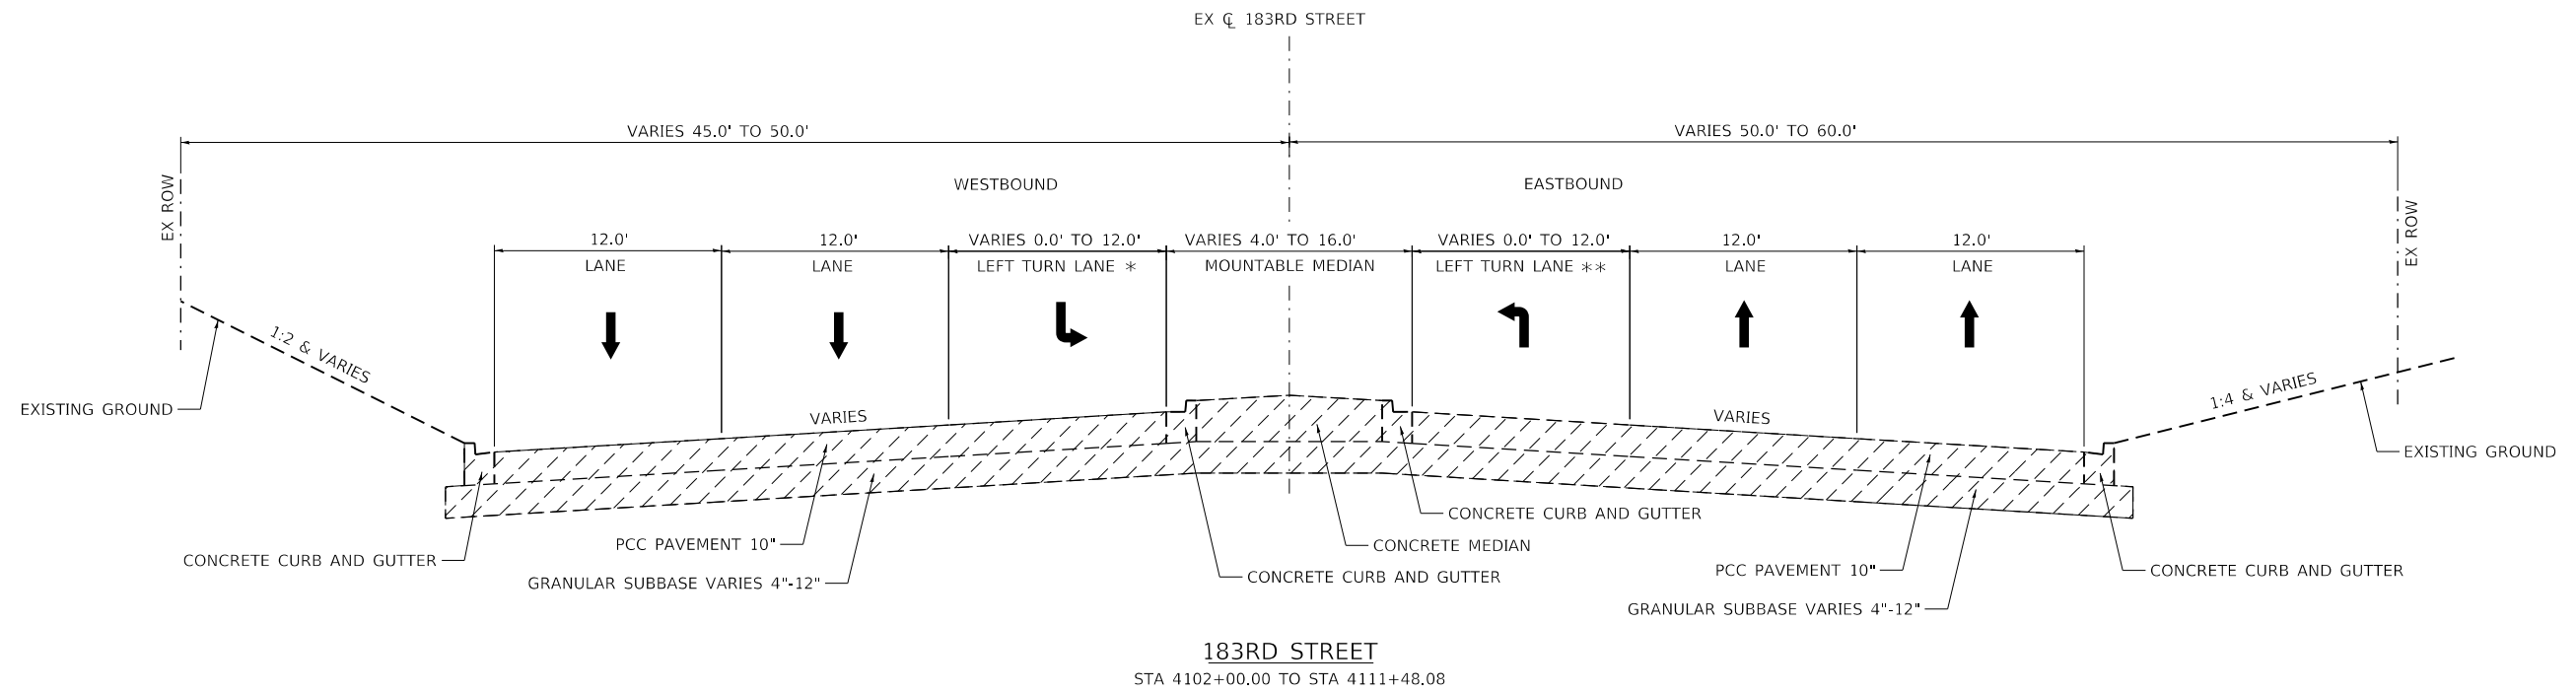 EX ℄ 183RD STREET
VARIES 45.0' TO 50.0'
VARIES 50.0' TO 60.0'
EX ROW
WESTBOUND
EASTBOUND
EX ROW
12.0'
LANE
12.0'
LANE
VARIES 0.0' TO 12.0'
LEFT TURN LANE *
VARIES 4.0' TO 16.0'
MOUNTABLE MEDIAN
VARIES 0.0' TO 12.0'
LEFT TURN LANE **
12.0'
LANE
12.0'
LANE
1:2 & VARIES
EXISTING GROUND
VARIES
VARIES
1:4 & VARIES
EXISTING GROUND
CONCRETE CURB AND GUTTER
PCC PAVEMENT 10"
GRANULAR SUBBASE VARIES 4"-12"
CONCRETE CURB AND GUTTER
CONCRETE MEDIAN
CONCRETE CURB AND GUTTER
PCC PAVEMENT 10"
GRANULAR SUBBASE VARIES 4"-12"
CONCRETE CURB AND GUTTER
183RD STREET
STA 4102+00.00 TO STA 4111+48.08